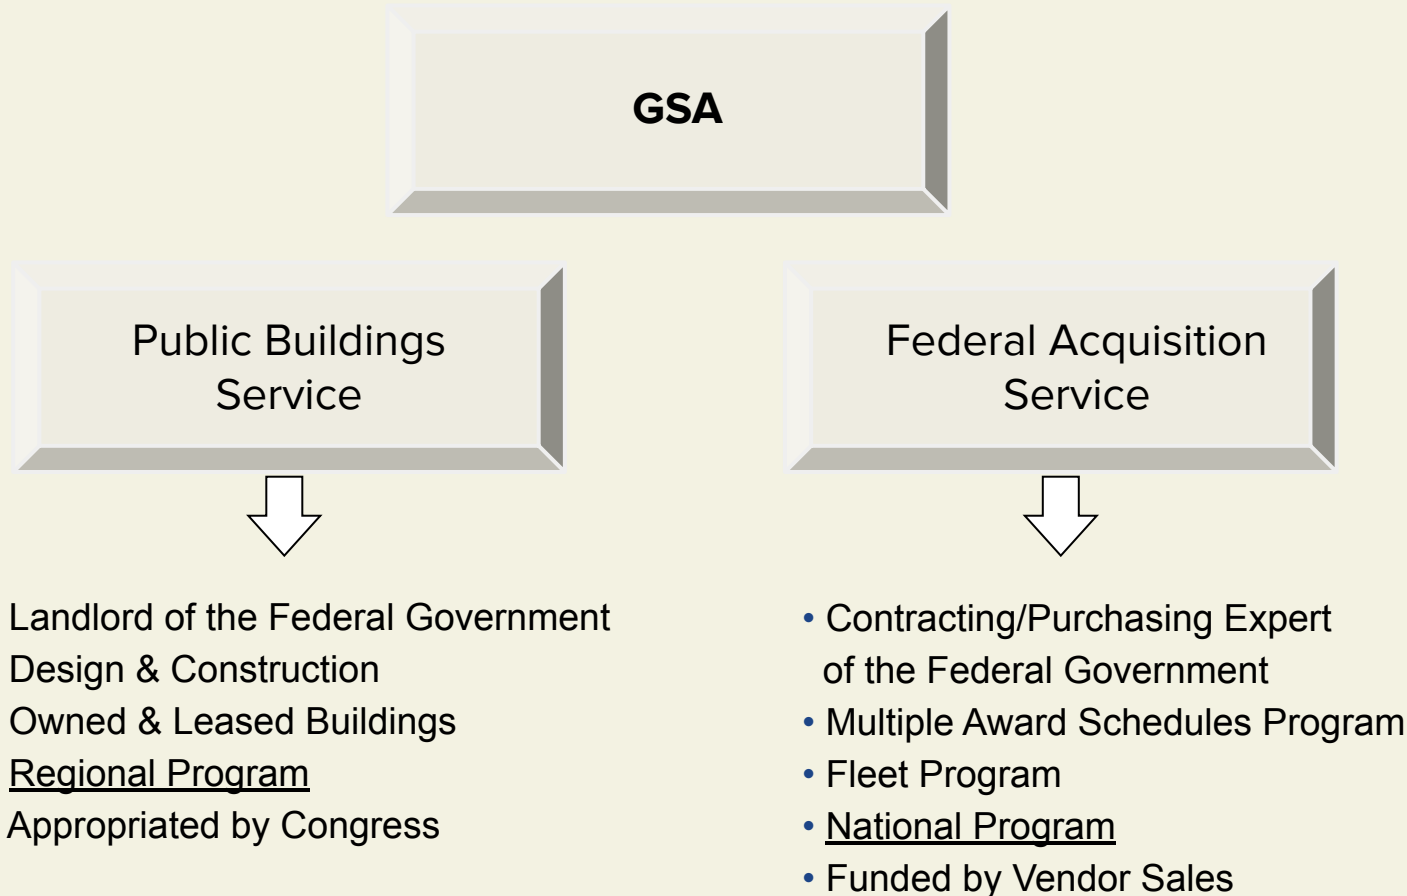 GSA
Public Buildings
Service
Landlord of the Federal Government
Design & Construction
Owned & Leased Buildings
Regional Program
Appropriated by Congress
Federal Acquisition
Service
• Contracting/Purchasing Expert
of the Federal Government
• Multiple Award Schedules Program
• Fleet Program
• National Program
• Funded by Vendor Sales